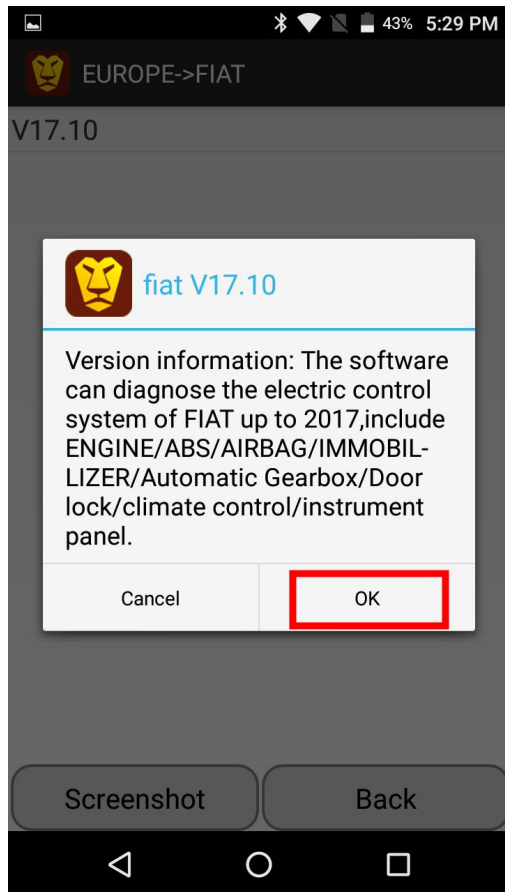 43% 5:29 PM
EUROPE->FIAT
V17.10
fiat V17.10
Version information: The software
can diagnose the electric control
system of FIAT up to 2017,include
ENGINE/ABS/AIRBAG/IMMOBIL-
LIZER/Automatic Gearbox/Door
lock/climate control/instrument
panel.
Cancel OK
Screenshot Back